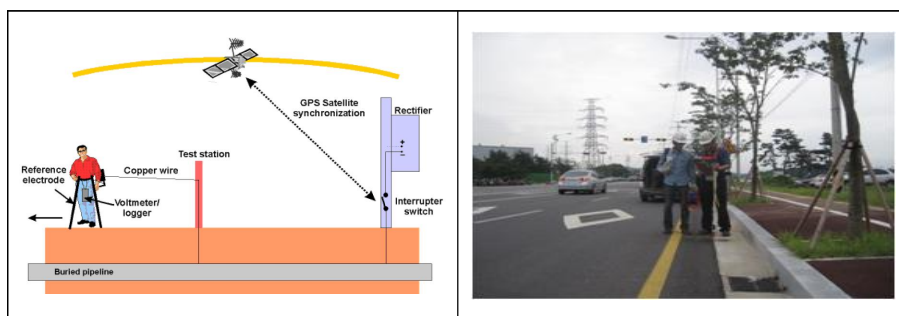 GPS Satellite
synchronization
Rectifier
+
-
Test station
Reference
electrode
Copper wire
Voltmeter/
logger
Interrupter
switch
Buried pipeline